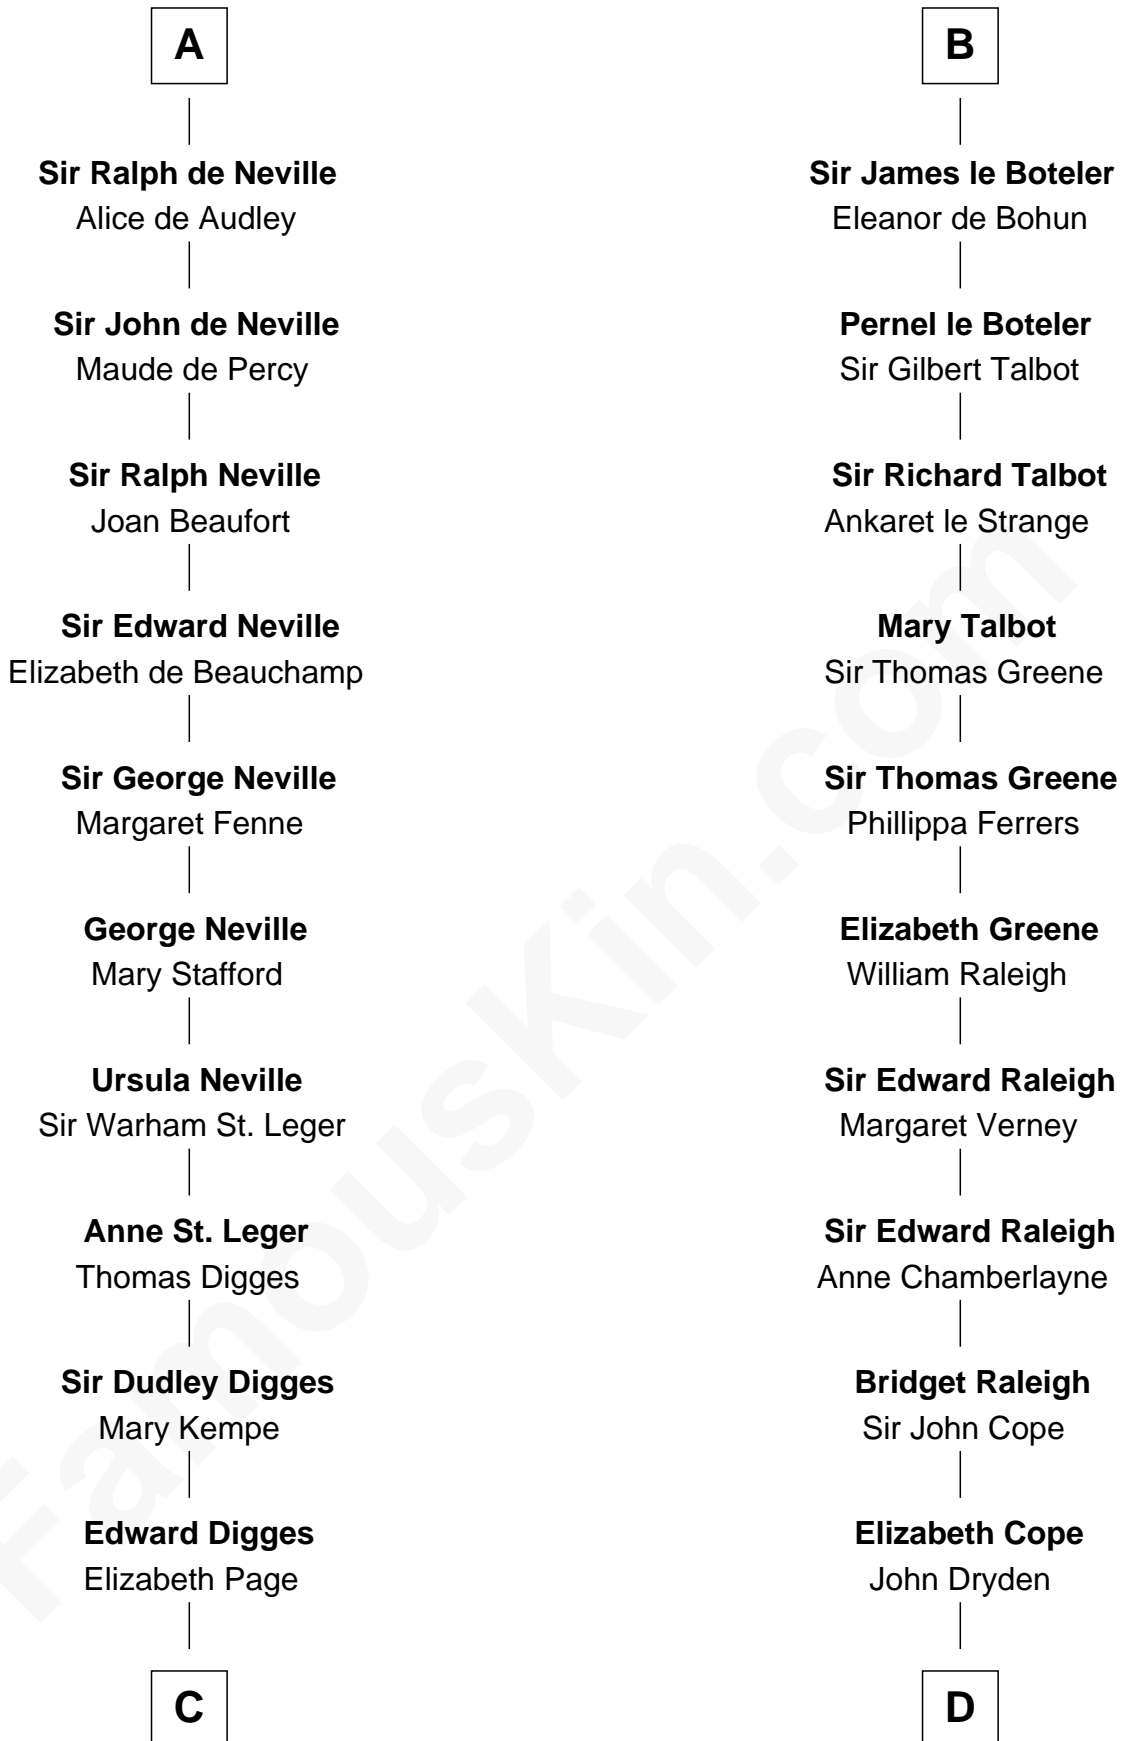 A
Sir Ralph de Neville
Alice de Audley
Sir John de Neville
Maude de Percy
Sir Ralph Neville
Joan Beaufort
Sir Edward Neville
Elizabeth de Beauchamp
Sir George Neville
Margaret Fenne
George Neville
Mary Stafford
Ursula Neville
Sir Warham St. Leger
Anne St. Leger
Thomas Digges
Sir Dudley Digges
Mary Kempe
Edward Digges
Elizabeth Page
C
B
Sir James le Boteler
Eleanor de Bohun
Pernel le Boteler
Sir Gilbert Talbot
Sir Richard Talbot
Ankaret le Strange
Mary Talbot
Sir Thomas Greene
Sir Thomas Greene
Phillippa Ferrers
Elizabeth Greene
William Raleigh
Sir Edward Raleigh
Margaret Verney
Sir Edward Raleigh
Anne Chamberlayne
Bridget Raleigh
Sir John Cope
Elizabeth Cope
John Dryden
D
FamousKin.com